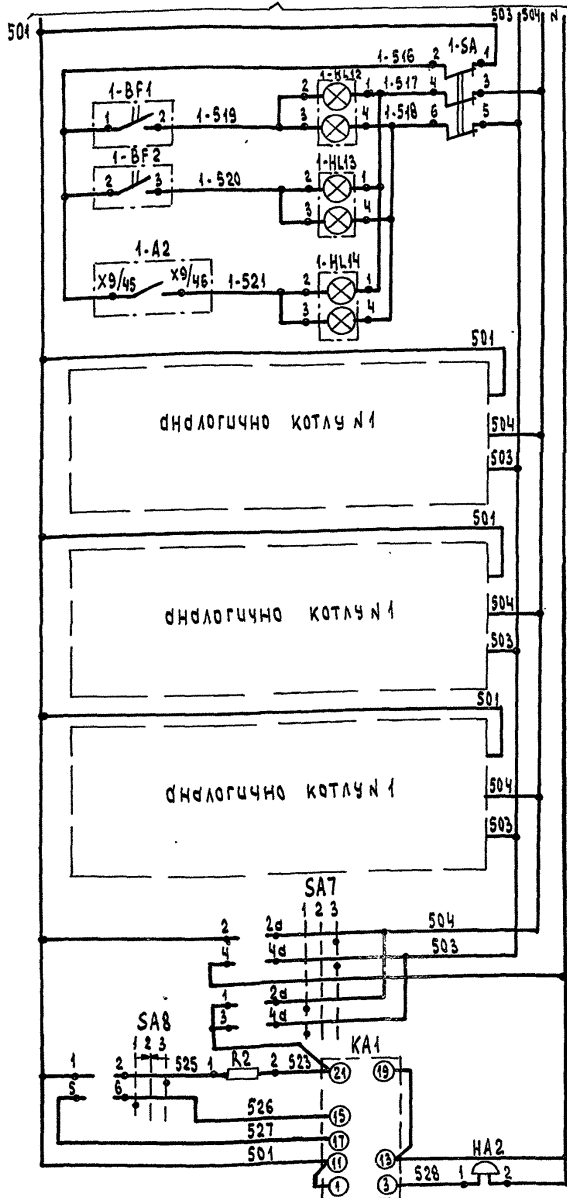 501 503 504 N
1-516 2 1-SA 1
1-BF1 1-HL12 2 1 1-517 4 3
1 2 1-519 3 4 1-518 6 5
1-BF2 1-HL13
2 3 1-520 2 1
3 4
1-A2 1-HL14
X9/45 X9/46 1-521 2 1
3 4
501
аналогично котлу N1
504
503
501
аналогично котлу N1
504
503
501
аналогично котлу N1
504
503
SA7
1 2 3
2 2а 504
4 4а 503
1 2а
3 4а
SA8 KA1
1 2 3
1 2 525 1 R2 2 523 21 19
5 6
526 15
527 17 HA2
501 11 13
1 3 528 1 2